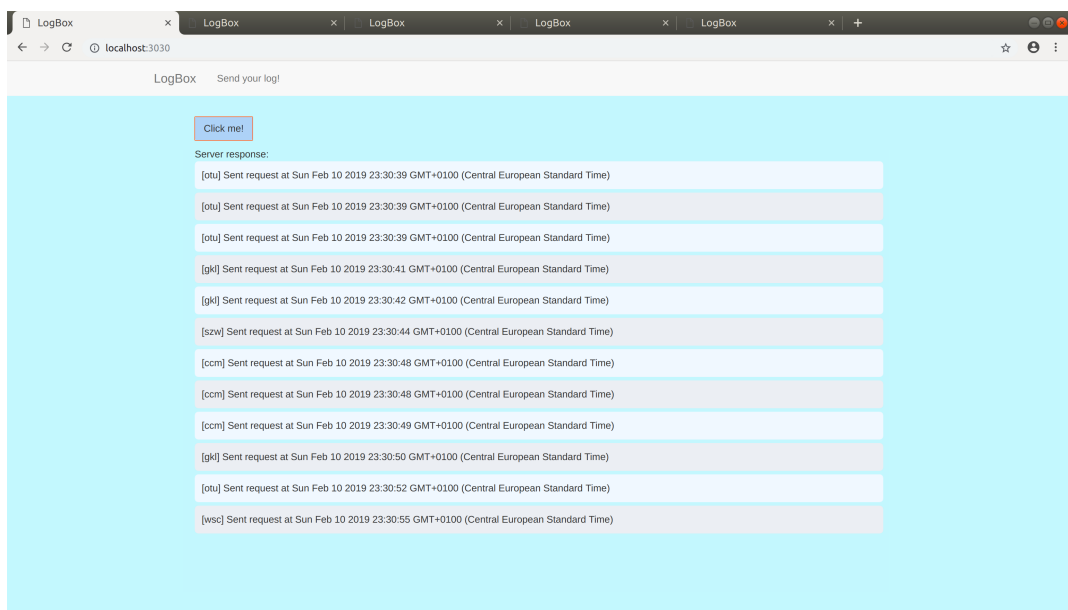 LogBox LogBox LogBox LogBox LogBox
localhost:3030
LogBox Send your log!
Click me!
Server response:
[otu] Sent request at Sun Feb 10 2019 23:30:39 GMT+0100 (Central European Standard Time)
[otu] Sent request at Sun Feb 10 2019 23:30:39 GMT+0100 (Central European Standard Time)
[otu] Sent request at Sun Feb 10 2019 23:30:39 GMT+0100 (Central European Standard Time)
[gkl] Sent request at Sun Feb 10 2019 23:30:41 GMT+0100 (Central European Standard Time)
[gkl] Sent request at Sun Feb 10 2019 23:30:42 GMT+0100 (Central European Standard Time)
[szw] Sent request at Sun Feb 10 2019 23:30:44 GMT+0100 (Central European Standard Time)
[ccm] Sent request at Sun Feb 10 2019 23:30:48 GMT+0100 (Central European Standard Time)
[ccm] Sent request at Sun Feb 10 2019 23:30:48 GMT+0100 (Central European Standard Time)
[ccm] Sent request at Sun Feb 10 2019 23:30:49 GMT+0100 (Central European Standard Time)
[gkl] Sent request at Sun Feb 10 2019 23:30:50 GMT+0100 (Central European Standard Time)
[otu] Sent request at Sun Feb 10 2019 23:30:52 GMT+0100 (Central European Standard Time)
[wsc] Sent request at Sun Feb 10 2019 23:30:55 GMT+0100 (Central European Standard Time)